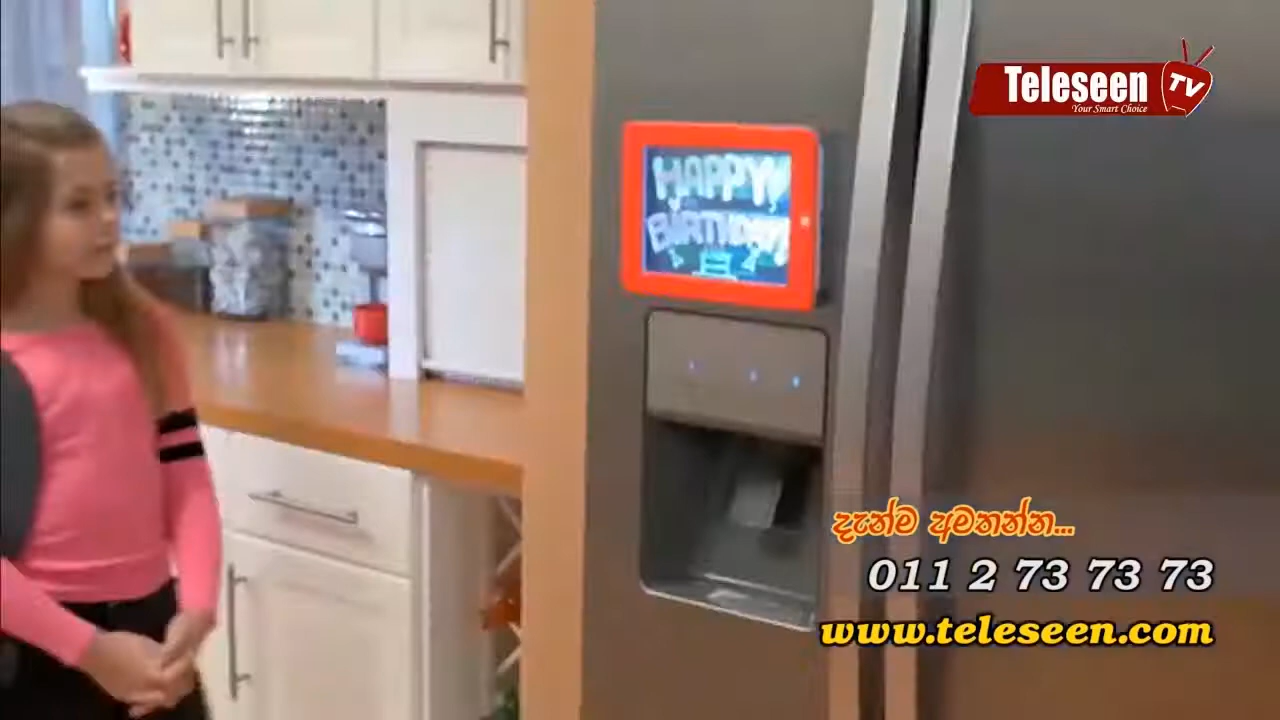 Teleseen TV
Your Smart Choice
HAPPY
BIRTHDAY
දැන්ම අමතන්න...
011 2 73 73 73
www.teleseen.com